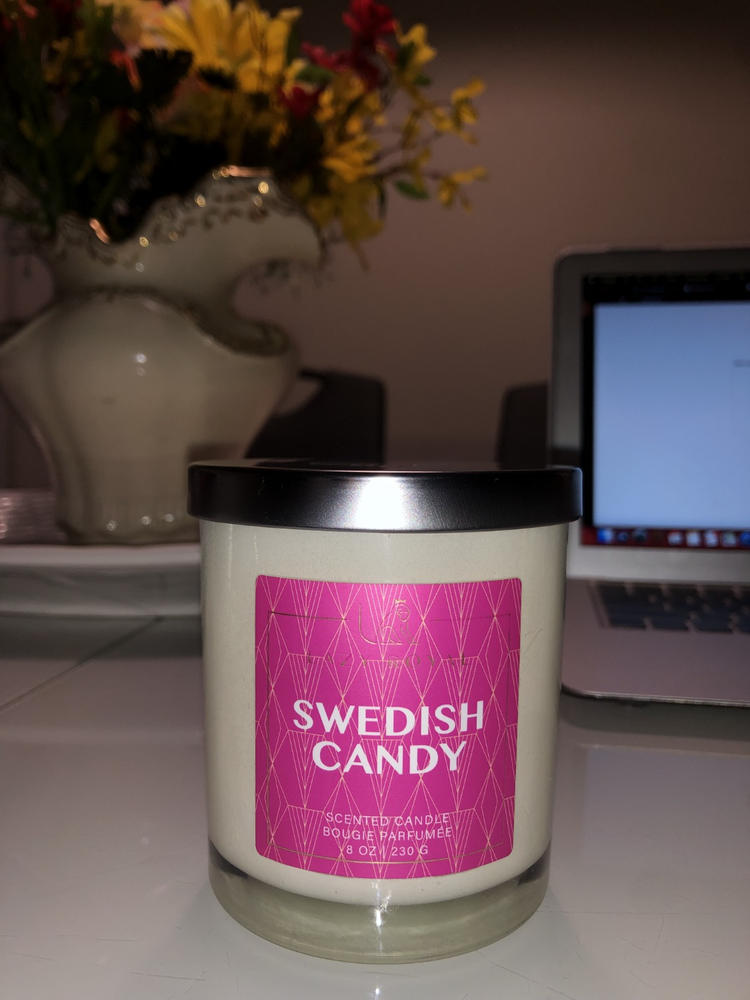 SWEDISH
CANDY
SCENTED CANDLE
BOUGIE PARFUMÉE
8 OZ / 230 G